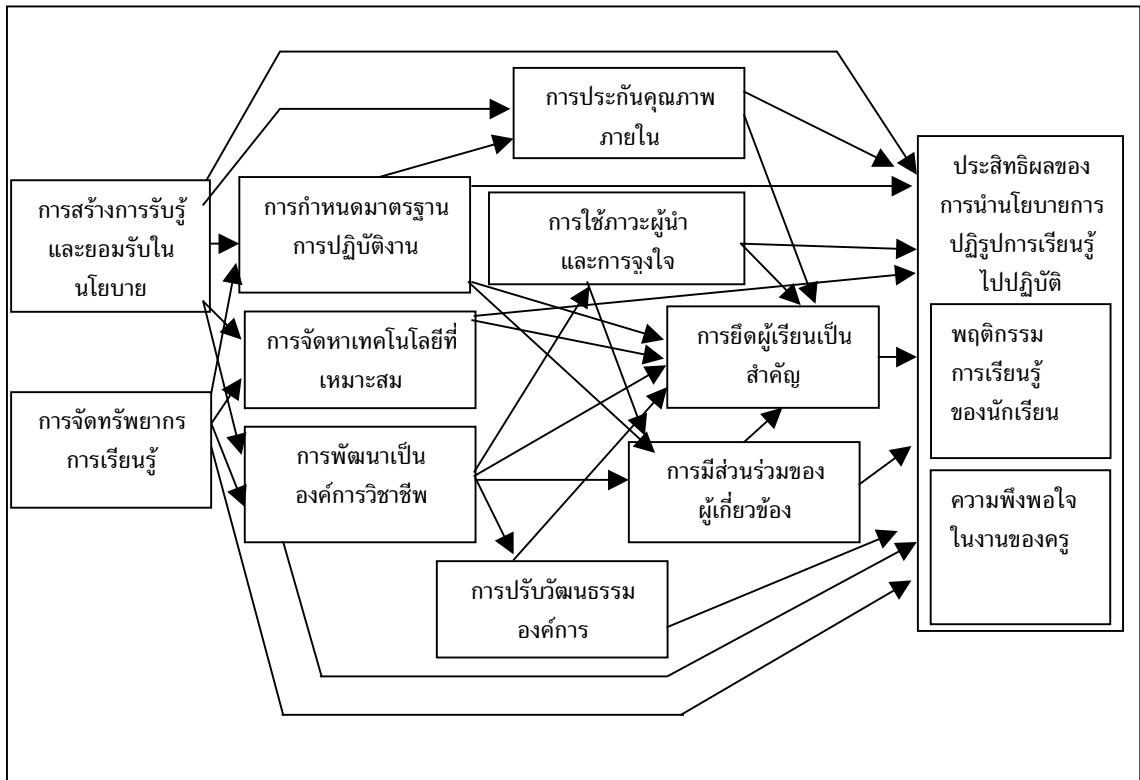 การประกันคุณภาพ
ภายใน
การสร้างการรับรู้
และยอมรับใน
นโยบาย
การกำหนดมาตรฐาน
การปฏิบัติงาน
การใช้ภาวะผู้นำ
และการจูงใจ
ประสิทธิผลของ
การนำนโยบายการ
ปฏิรูปการเรียนรู้
ไปปฏิบัติ
การจัดหาเทคโนโลยีที่
เหมาะสม
การยึดผู้เรียนเป็น
สำคัญ
พฤติกรรม
การเรียนรู้
ของนักเรียน
การจัดทรัพยากร
การเรียนรู้
การพัฒนาเป็น
องค์การวิชาชีพ
การมีส่วนร่วมของ
ผู้เกี่ยวข้อง
ความพึงพอใจ
ในงานของครู
การปรับวัฒนธรรม
องค์การ